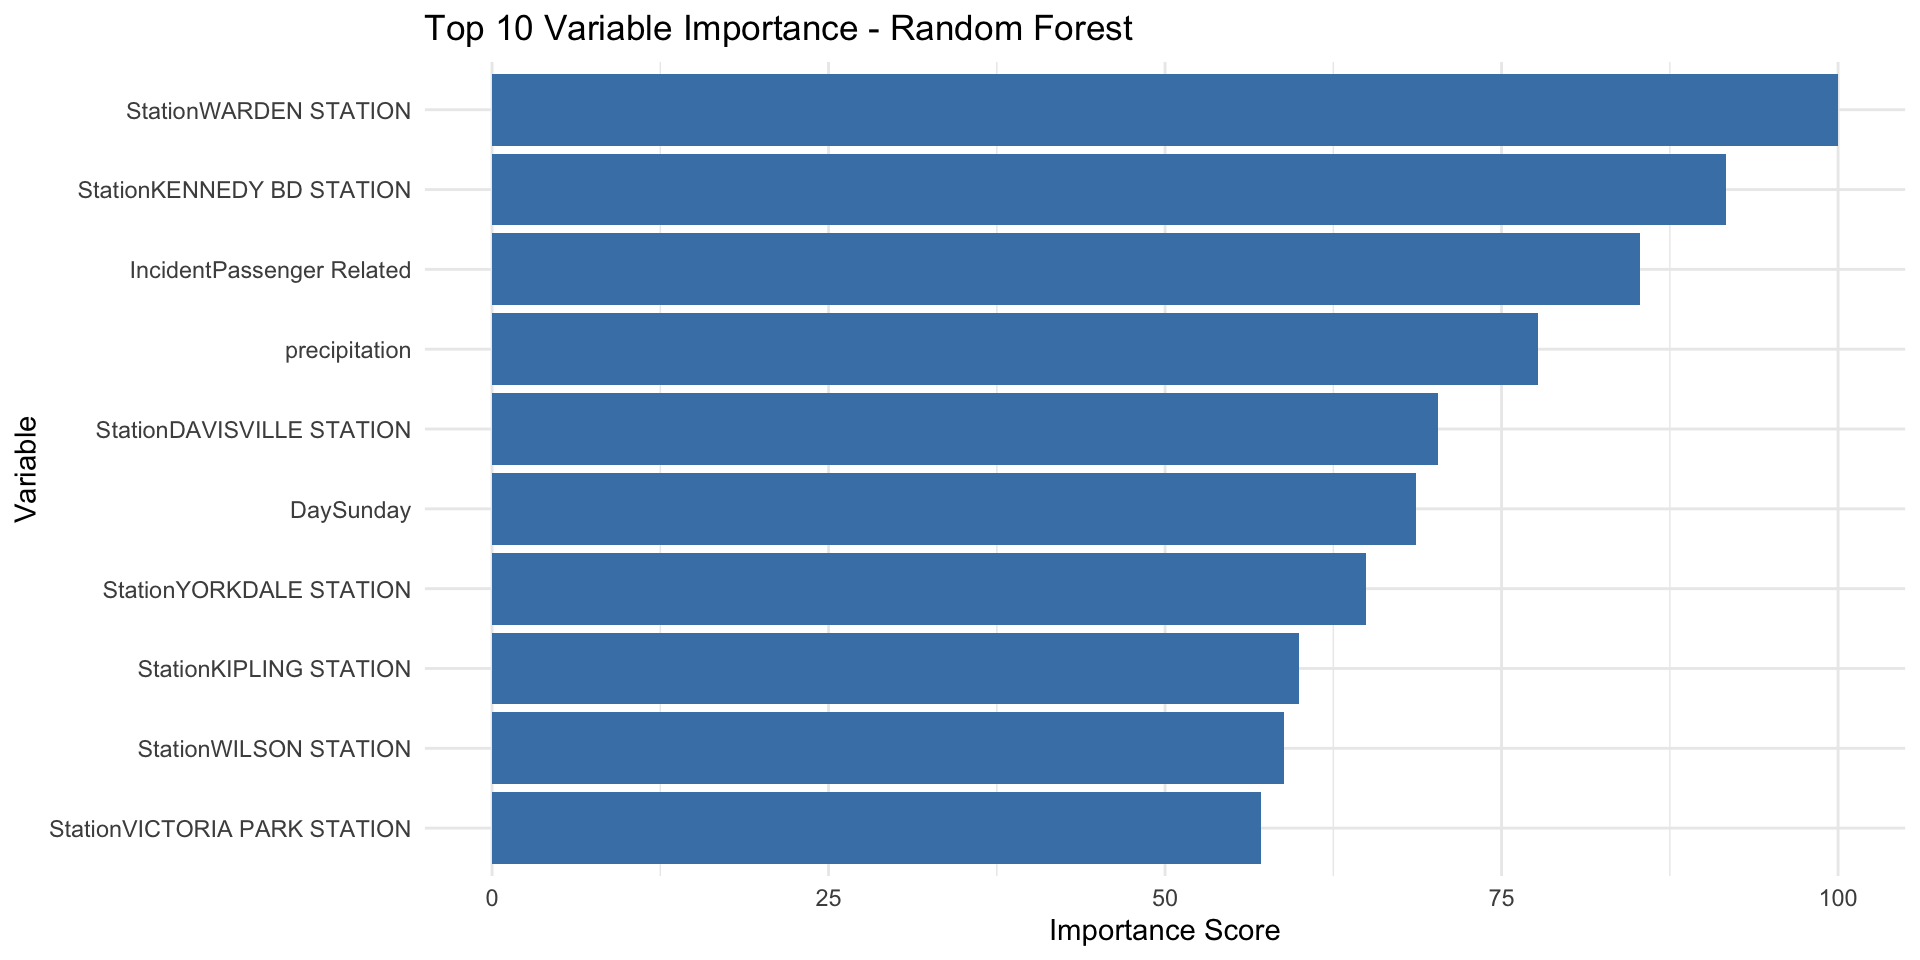 Top 10 Variable Importance - Random Forest
Variable
StationWARDEN STATION
StationKENNEDY BD STATION
IncidentPassenger Related
precipitation
StationDAVISVILLE STATION
DaySunday
StationYORKDALE STATION
StationKIPLING STATION
StationWILSON STATION
StationVICTORIA PARK STATION
0 25 50 75 100
Importance Score